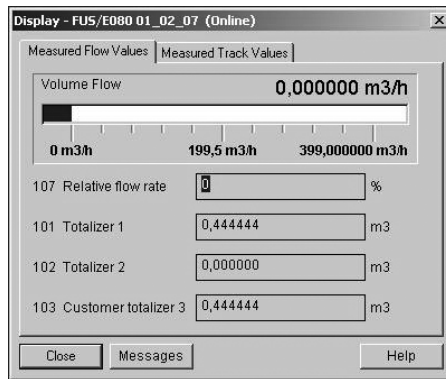 Display - FUS/E080 01_02_07 (Online)
Measured Flow Values Measured Track Values
Volume Flow 0,000000 m3/h
0 m3/h 199,5 m3/h 399,000000 m3/h
107 Relative flow rate 0 %
101 Totalizer 1 0,444444 m3
102 Totalizer 2 0,000000 m3
103 Customer totalizer 3 0,444444 m3
Close Messages Help